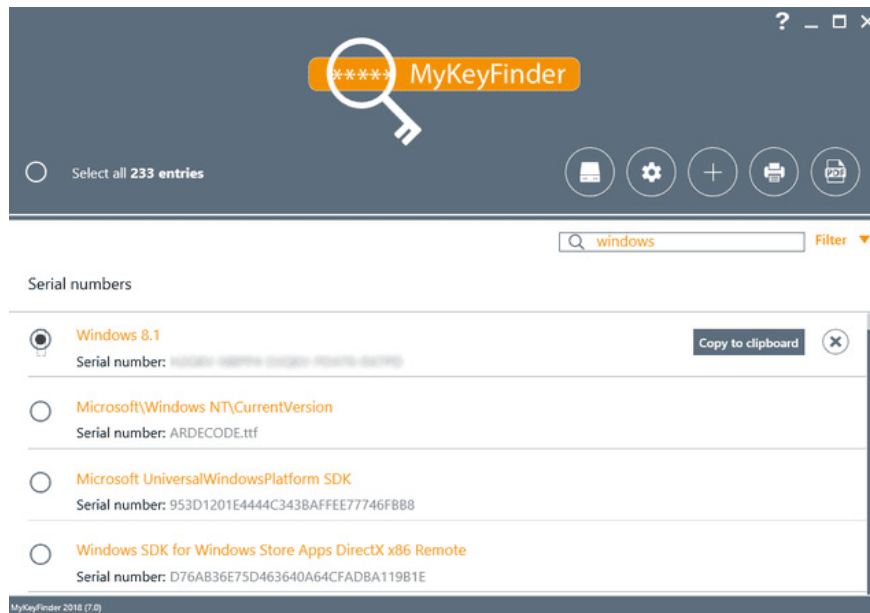 ?
***** MyKeyFinder
Select all 233 entries
PDF
windows
Filter
Serial numbers
Windows 8.1
Serial number:
Copy to clipboard
Microsoft\Windows NT\CurrentVersion
Serial number: ARDECODE.ttf
Microsoft UniversalWindowsPlatform SDK
Serial number: 953D1201E4444C343BAFFEE77746FBB8
Windows SDK for Windows Store Apps DirectX x86 Remote
Serial number: D76AB36E75D463640A64CFADBA119B1E
MyKeyFinder 2018 (7.0)